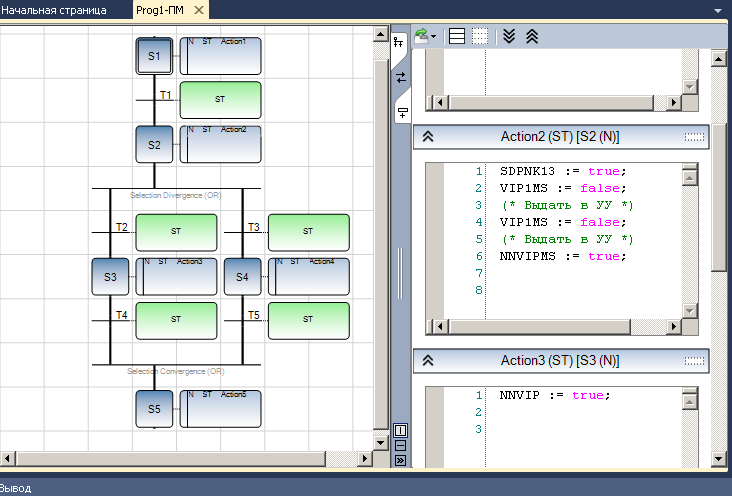 Начальная страница
Prog1-ПМ
S1
N ST Action1
T1
ST
S2
N ST Action2
Selection Divergence (OR)
T2
ST
T3
ST
S3
N ST Action3
S4
N ST Action4
T4
ST
T5
ST
Selection Convergence (OR)
S5
N ST Action5
Action2 (ST) [S2 (N)]
1 SDPNK13 := true;
2 VIP1MS := false;
3 (* Выдать в УУ *)
4 VIP1MS := false;
5 (* Выдать в УУ *)
6 NNVIPMS := true;
7
8
Action3 (ST) [S3 (N)]
1 NNVIP := true;
2
3
Вывод